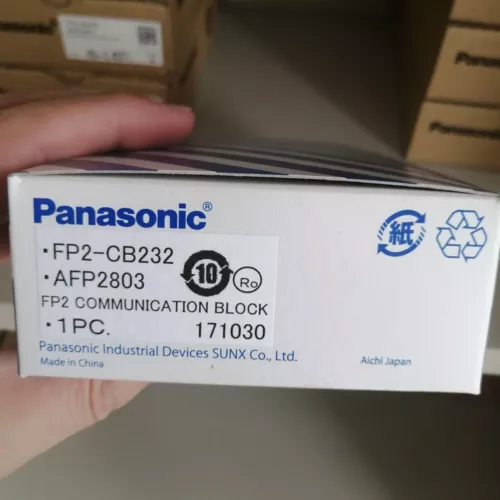 Panasonic®
・FP2-CB232
・AFP2803
10
Ro
FP2 COMMUNICATION BLOCK
・1PC. 171030
Panasonic Industrial Devices SUNX Co., Ltd.
Made in China
Aichi Japan
紙
Panasonic
Panasonic
Panasonic